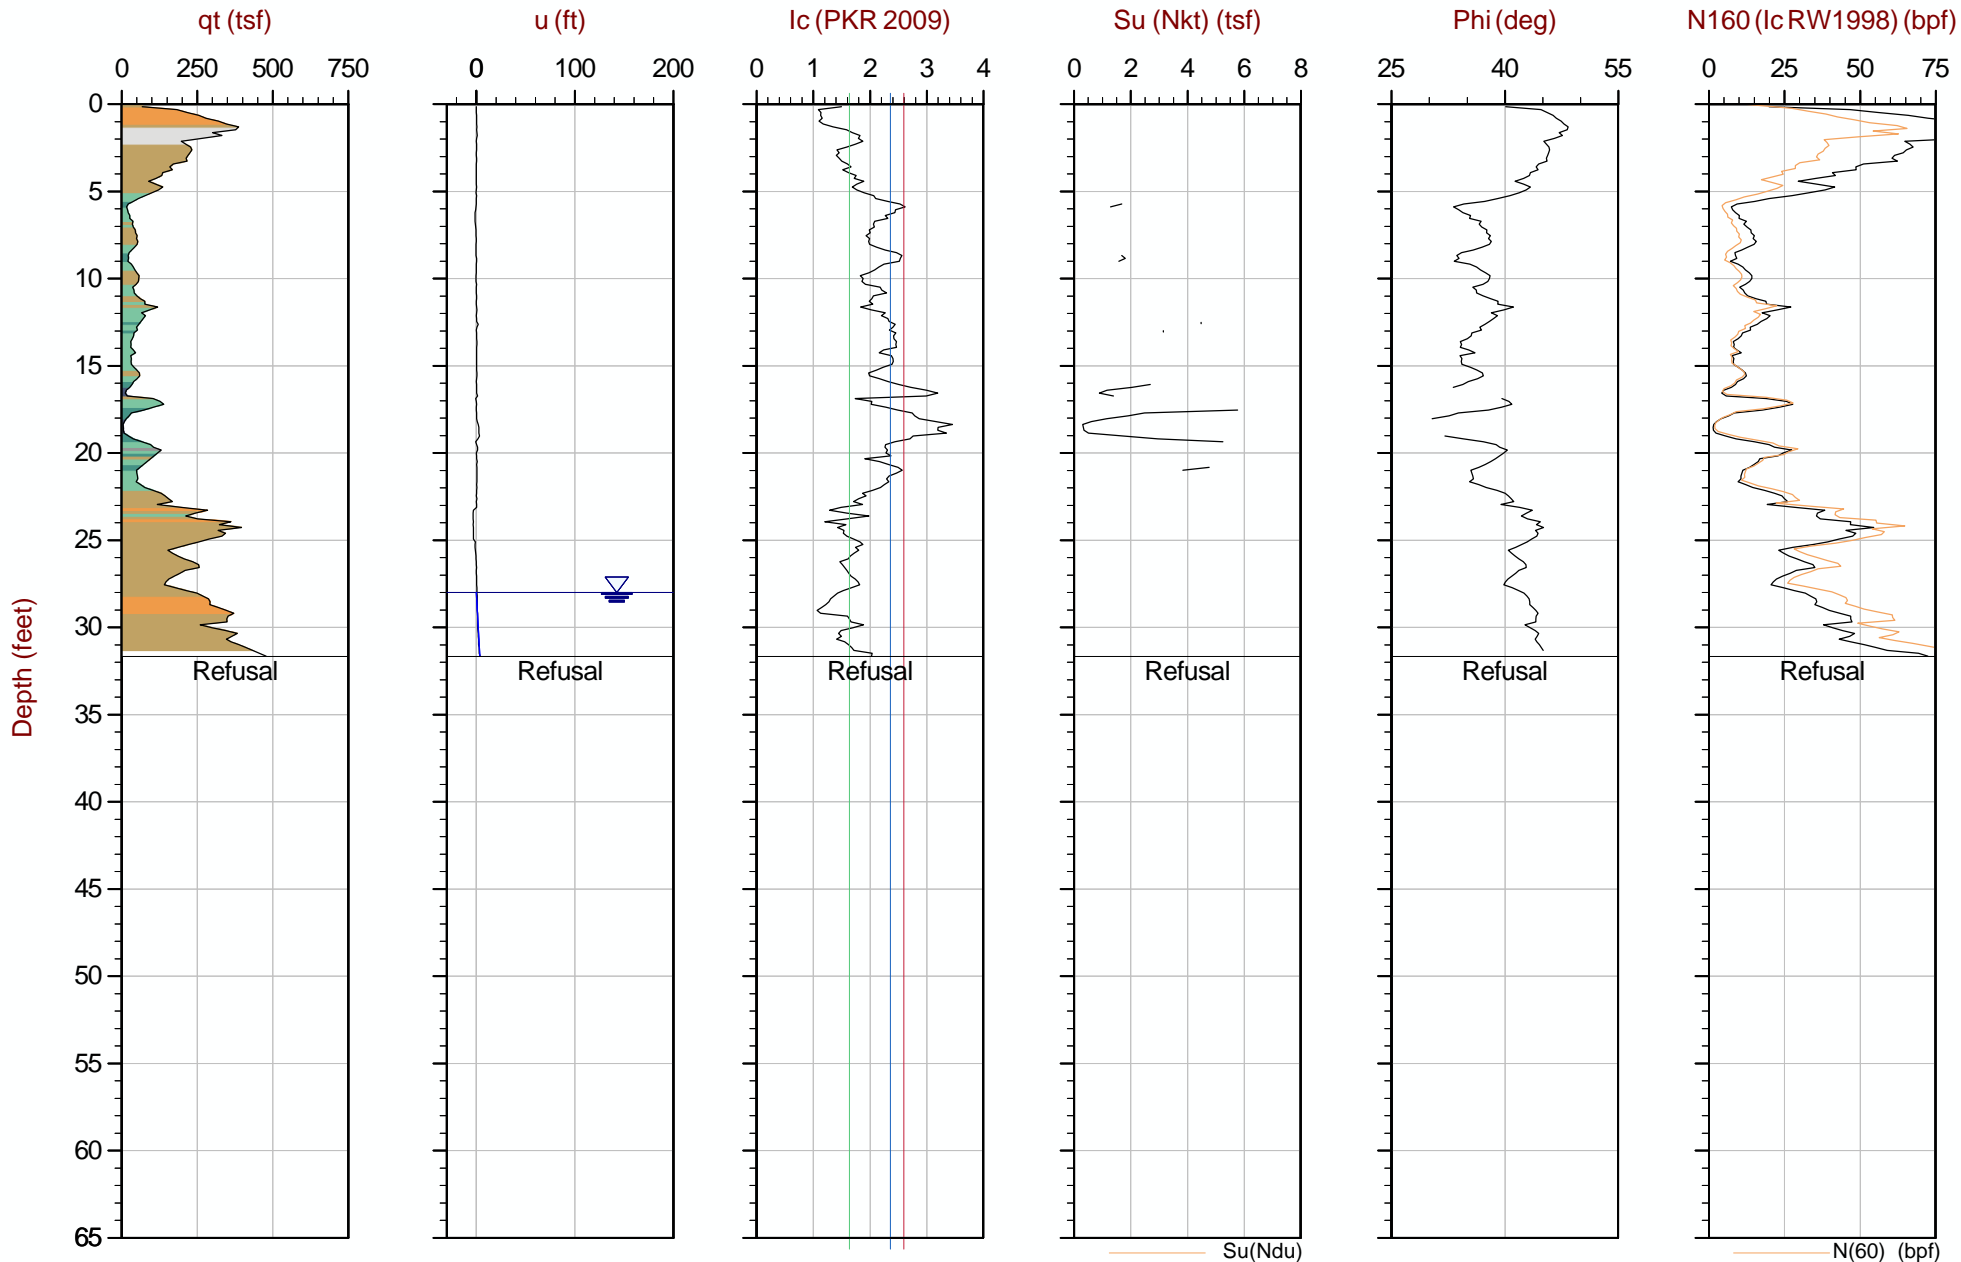 qt (tsf) u (ft) Ic (PKR 2009) Su (Nkt) (tsf) Phi (deg) N160 (Ic RW1998) (bpf)
0 250 500 750 0 100 200 0 1 2 3 4 0 2 4 6 8 25 40 55 0 25 50 75
0
5
10
15
20
25
30
Refusal Refusal Refusal Refusal Refusal Refusal
35
40
45
50
55
60
65
Depth (feet)
Su(Ndu) N(60) (bpf)